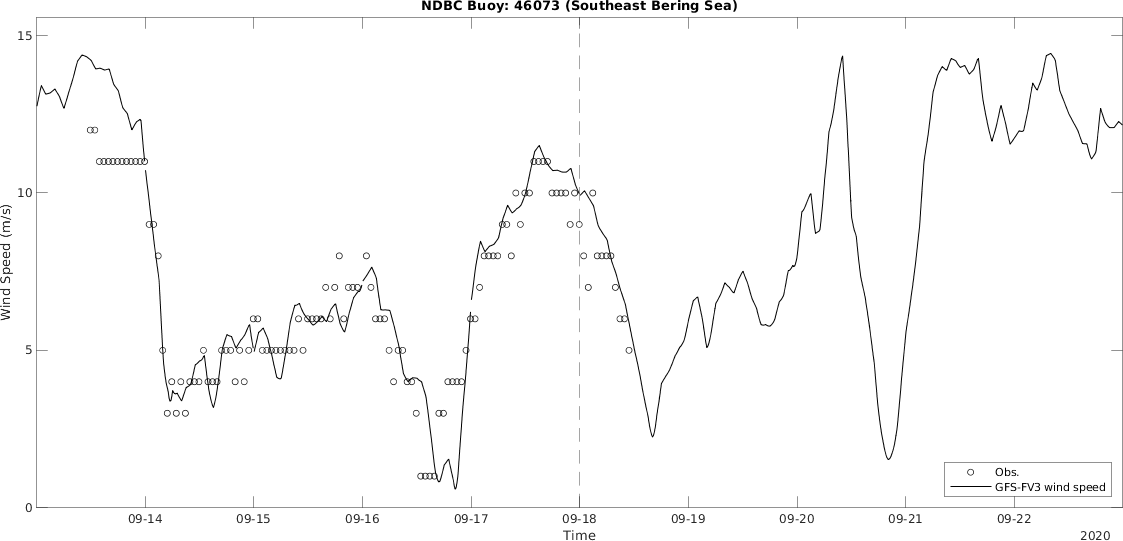 NDBC Buoy: 46073 (Southeast Bering Sea)
15
10
5
0
Wind Speed (m/s)
09-14 09-15 09-16 09-17 09-18 09-19 09-20 09-21 09-22
Time
2020
Obs.
GFS-FV3 wind speed